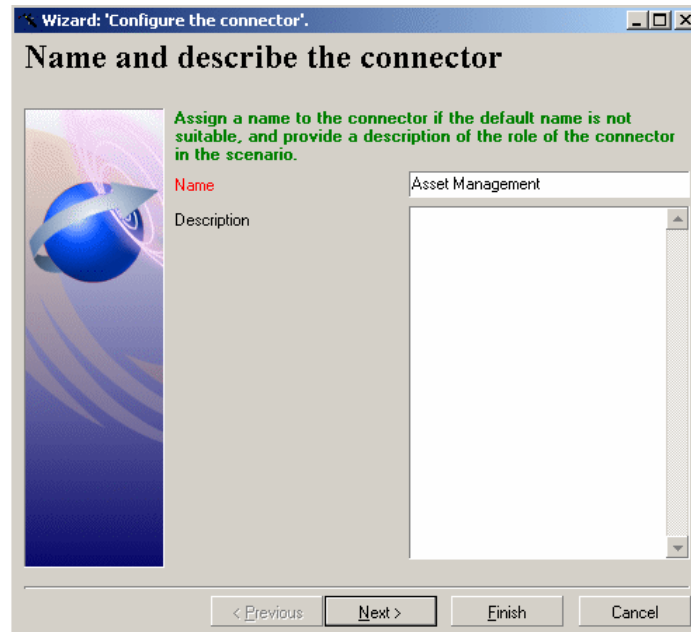 Wizard: 'Configure the connector'.
Name and describe the connector
Assign a name to the connector if the default name is not
suitable, and provide a description of the role of the connector
in the scenario.
Name
Asset Management
Description
< Previous
Next >
Finish
Cancel